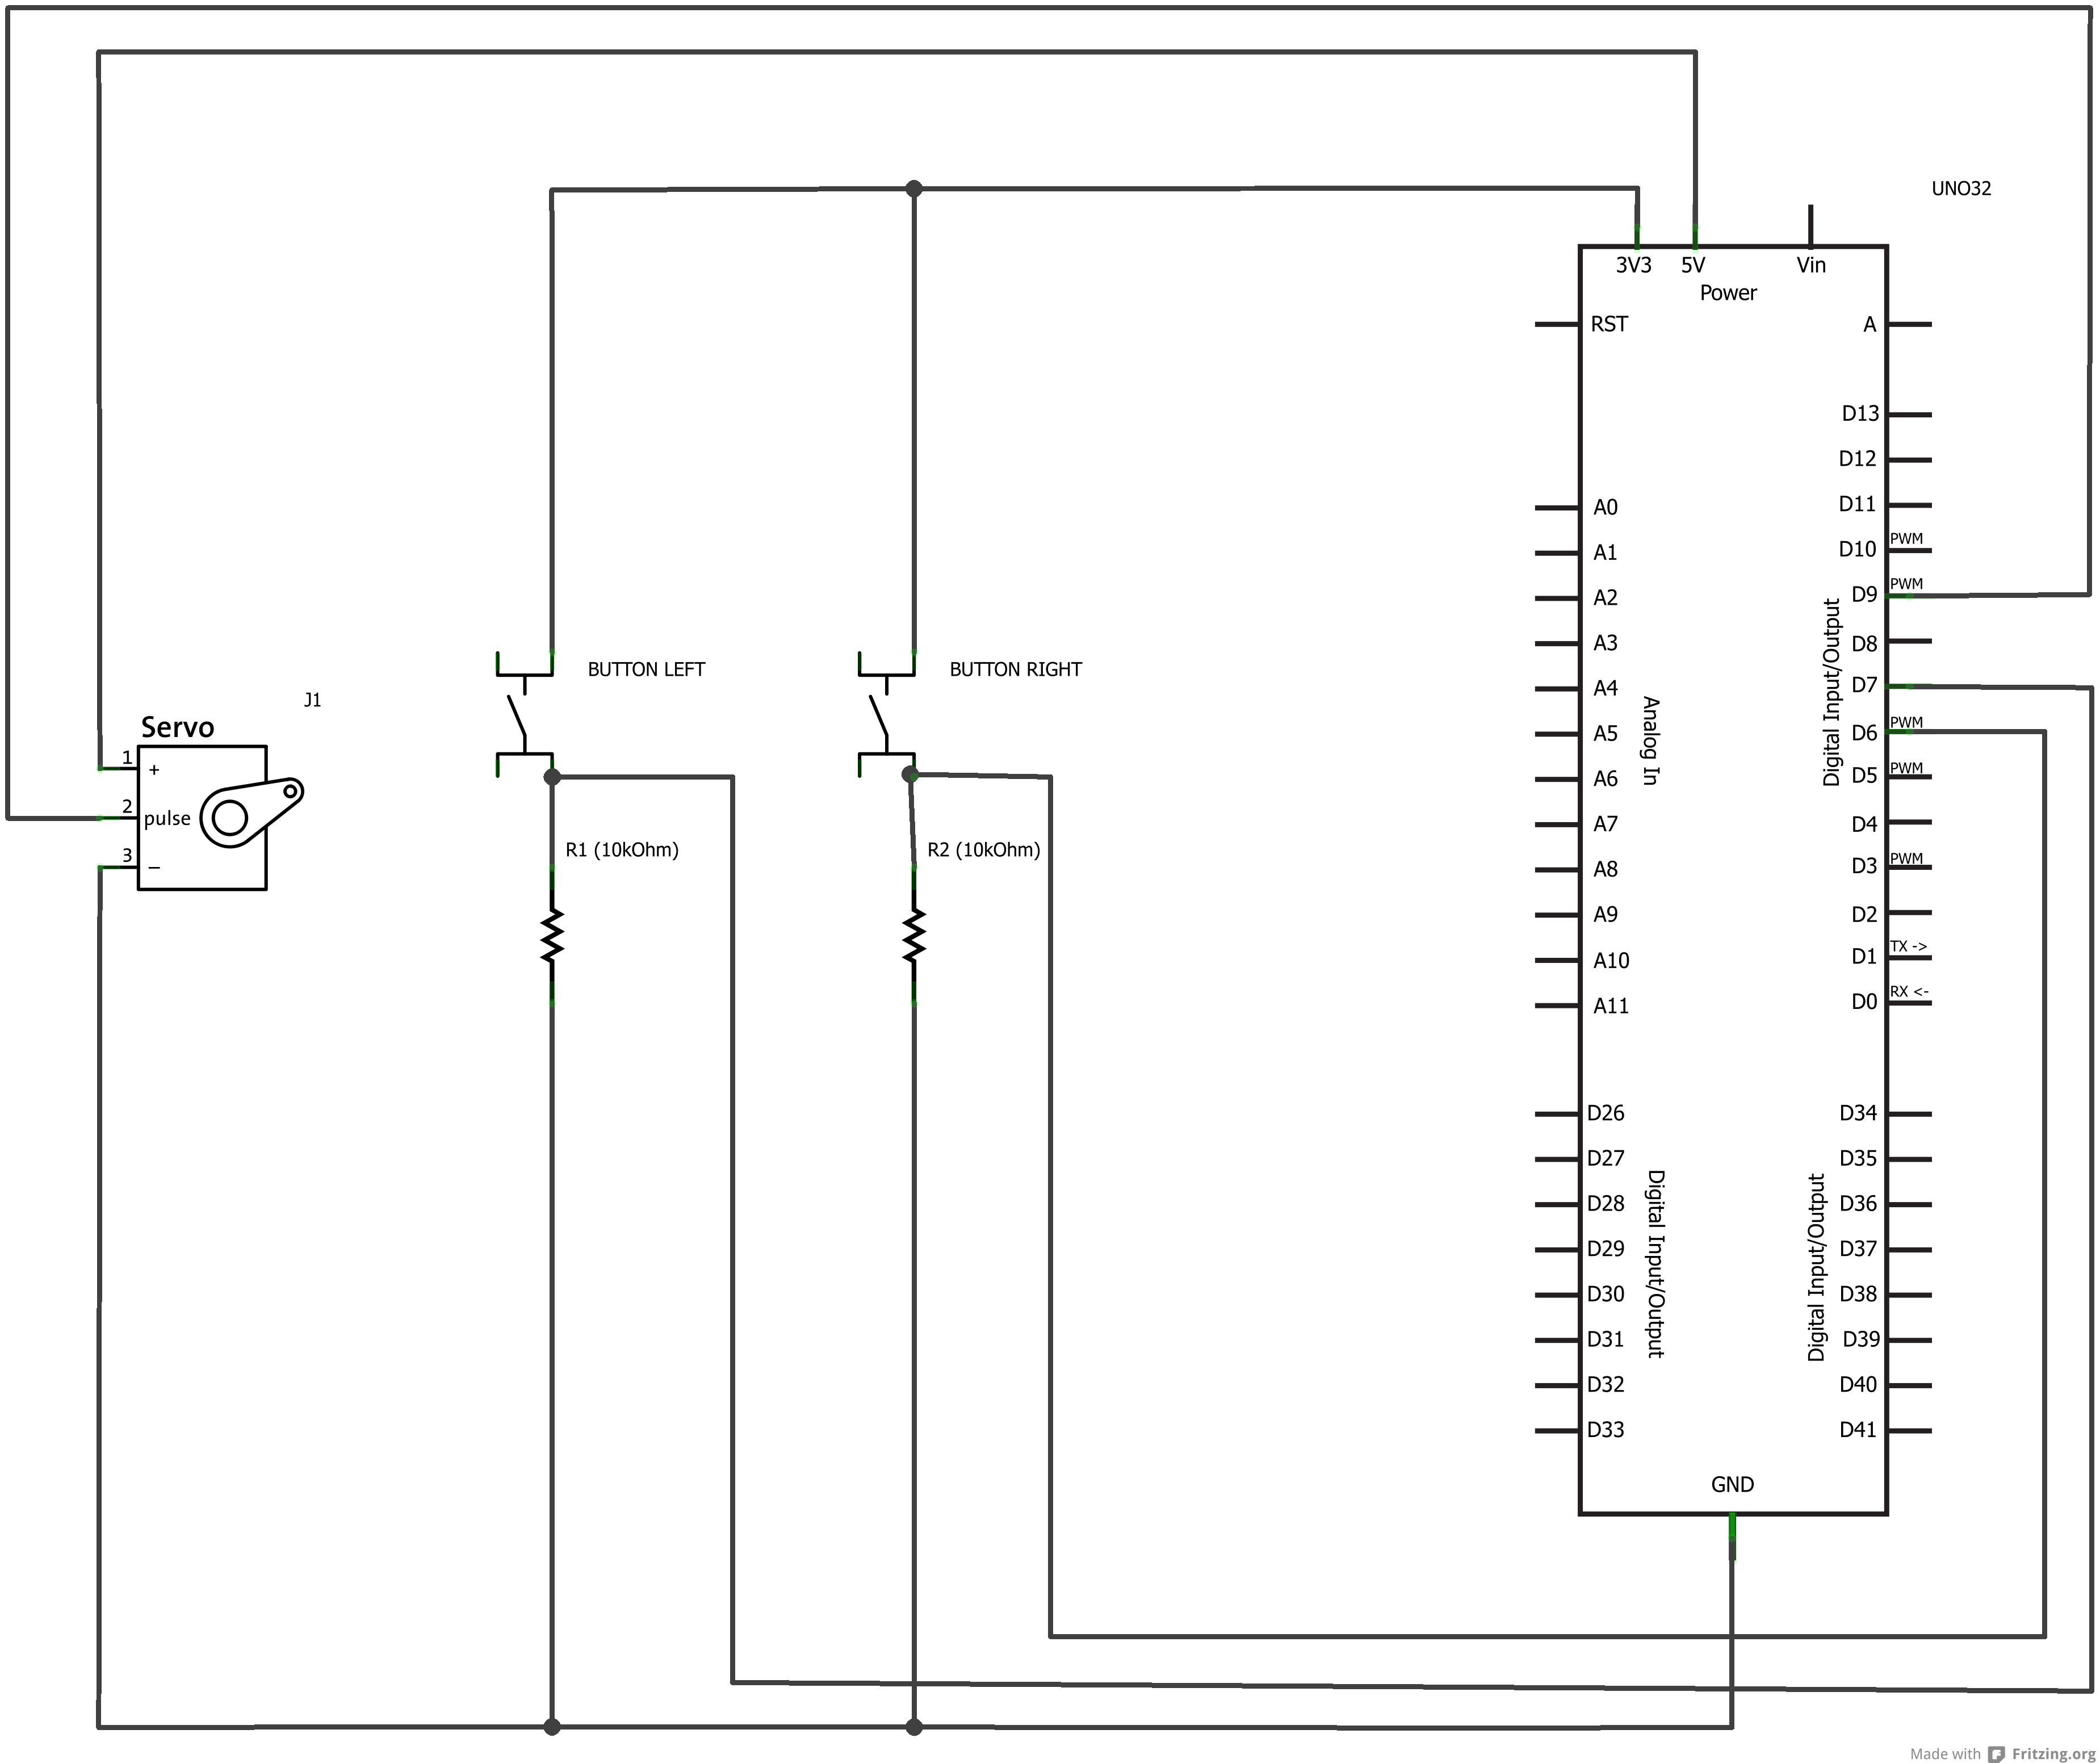 UNO32
3V3
5V
Vin
Power
RST
A
D13
D12
D11
A0
PWM
D10
A1
PWM
D9
A2
D8
A3
D7
A4
PWM
D6
A5
PWM
D5
A6
D4
A7
PWM
D3
A8
D2
A9
TX ->
D1
A10
RX <-
D0
A11
Analog In
Digital Input/Output
D26
D34
D27
D35
D28
D36
D29
D37
D30
D38
D31
D39
D32
D40
D33
D41
Digital Input/Output
Digital Input/Output
GND
BUTTON LEFT
BUTTON RIGHT
J1
Servo
1
+
2
pulse
3
–
R1 (10kOhm)
R2 (10kOhm)
Made with Fritzing.org